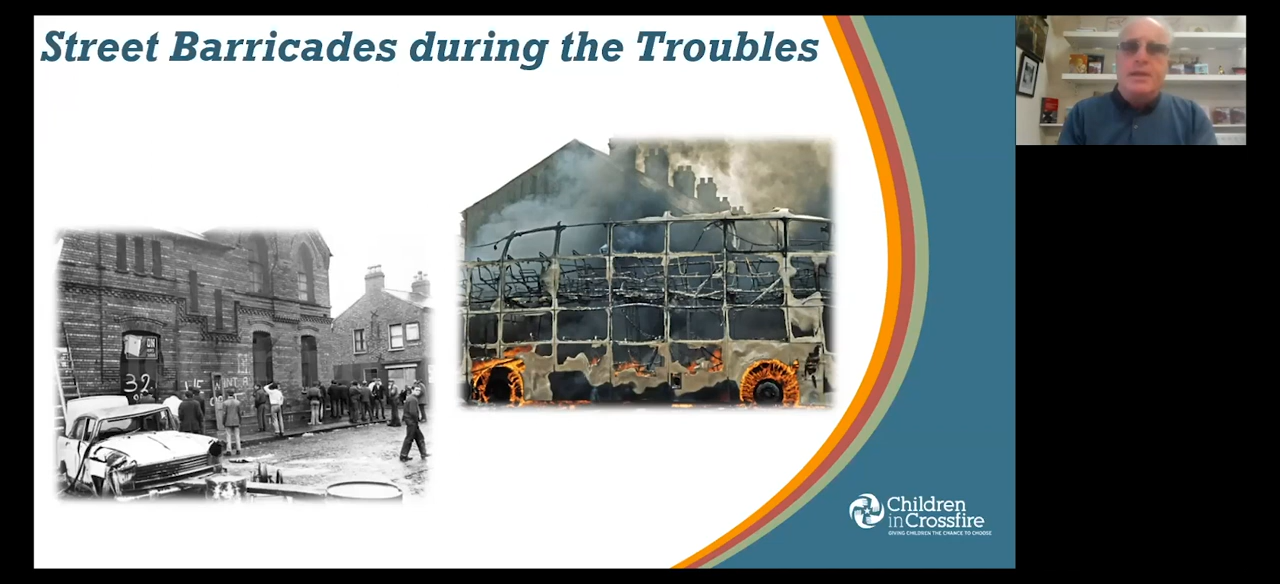 Street Barricades during the Troubles
32
Children
in Crossfire
GIVING CHILDREN THE CHANCE TO CHOOSE